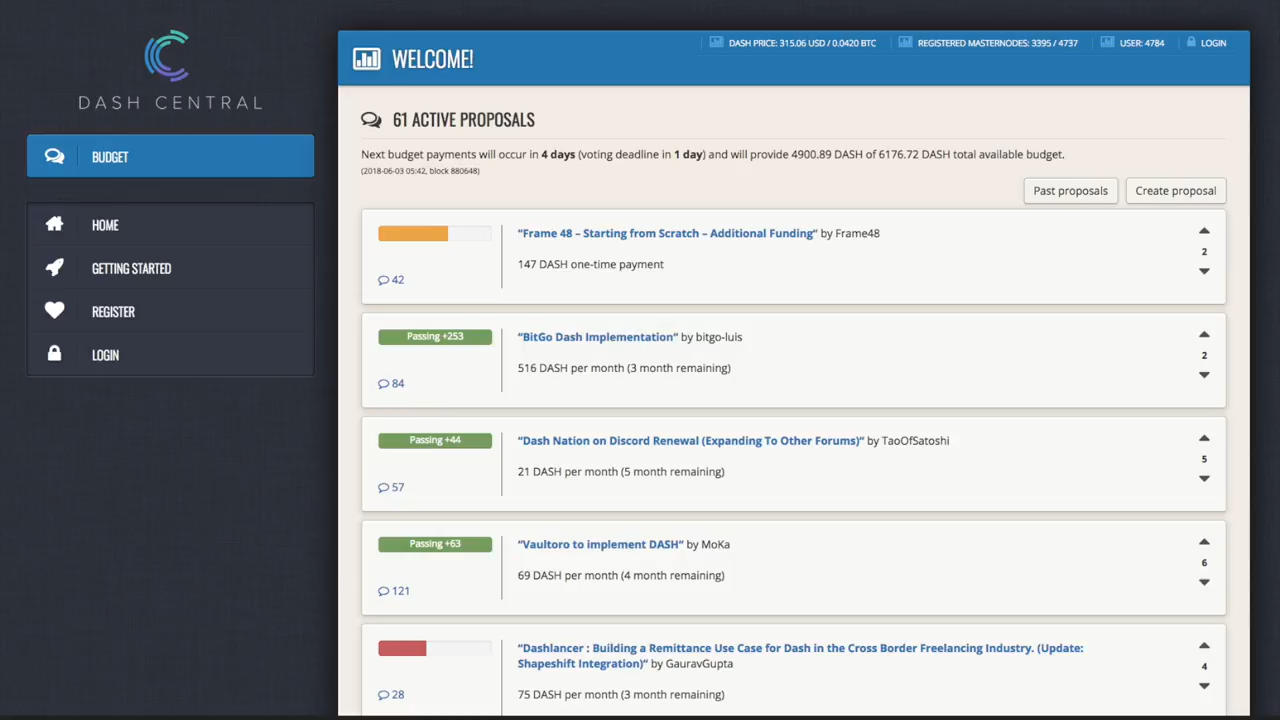 DASH CENTRAL
BUDGET
HOME
GETTING STARTED
REGISTER
LOGIN
WELCOME!
DASH PRICE: 315.06 USD / 0.0420 BTC
REGISTERED MASTERNODES: 3395 / 4737
USER: 4784
LOGIN
61 ACTIVE PROPOSALS
Next budget payments will occur in 4 days (voting deadline in 1 day) and will provide 4900.89 DASH of 6176.72 DASH total available budget.
(2018-06-03 05:42, block 880648)
Past proposals
Create proposal
“Frame 48 – Starting from Scratch – Additional Funding” by Frame48
147 DASH one-time payment
42
2
Passing +253
“BitGo Dash Implementation” by bitgo-luis
516 DASH per month (3 month remaining)
84
2
Passing +44
“Dash Nation on Discord Renewal (Expanding To Other Forums)” by TaoOfSatoshi
21 DASH per month (5 month remaining)
57
5
Passing +63
“Vaultoro to implement DASH” by MoKa
69 DASH per month (4 month remaining)
121
6
“Dashlancer : Building a Remittance Use Case for Dash in the Cross Border Freelancing Industry. (Update:
Shapeshift Integration)” by GauravGupta
75 DASH per month (3 month remaining)
28
4